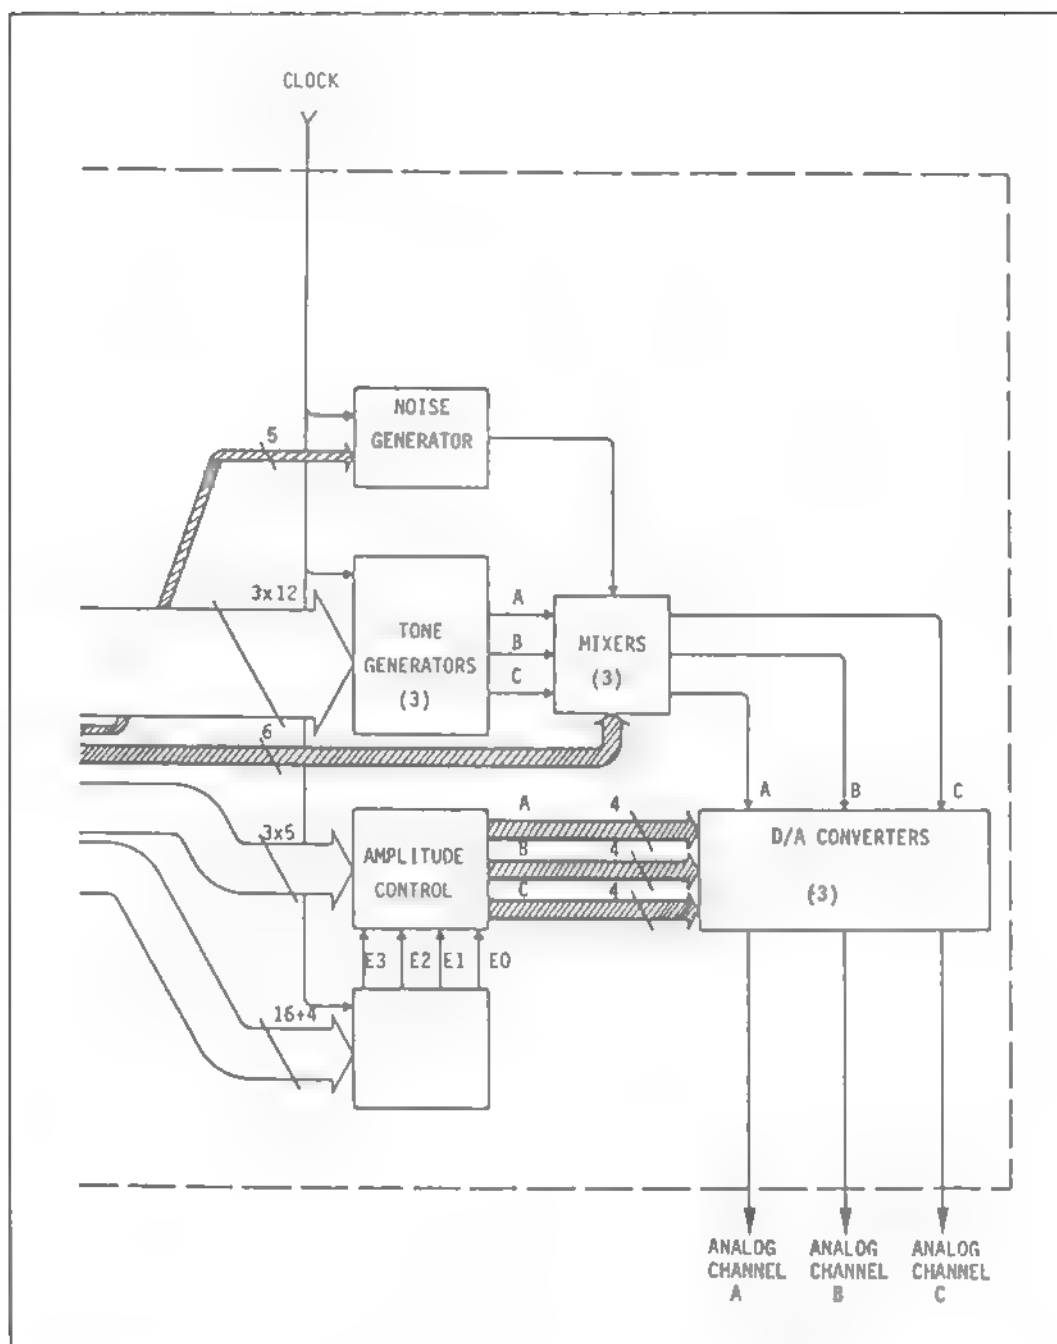 CLOCK
NOISE
GENERATOR
5
3x12
TONE
GENERATORS
(3)
A
B
C
MIXERS
(3)
6
A
B
C
3x5
AMPLITUDE
CONTROL
A
4
B
4
C
4
D/A CONVERTERS
(3)
E3
E2
E1
E0
16+4
ANALOG
CHANNEL
A
ANALOG
CHANNEL
B
ANALOG
CHANNEL
C